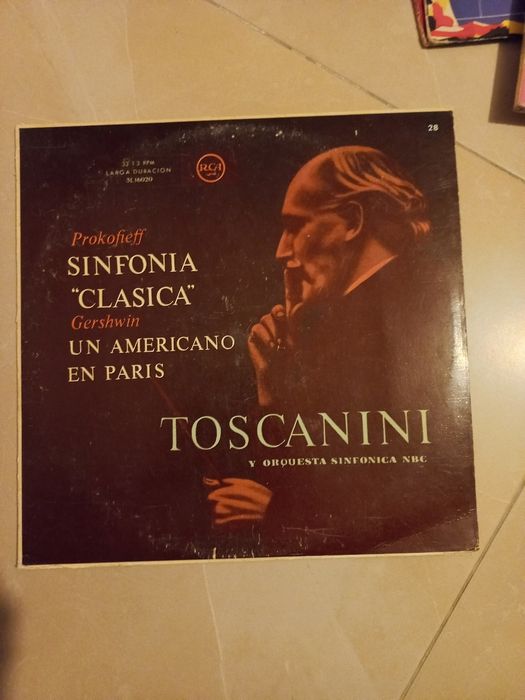 28
33 1 3 RPM
LARGA DURACION
RCA
Prokofieff
SINFONIA
"CLASICA"
Gershwin
UN AMERICANO
EN PARIS
TOSCANINI
Y ORQUESTA SINFONICA NBC